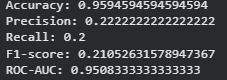 Accuracy: 0.9594594594594594
Precision: 0.2222222222222222
Recall: 0.2
F1-score: 0.21052631578947367
ROC-AUC: 0.9508333333333333